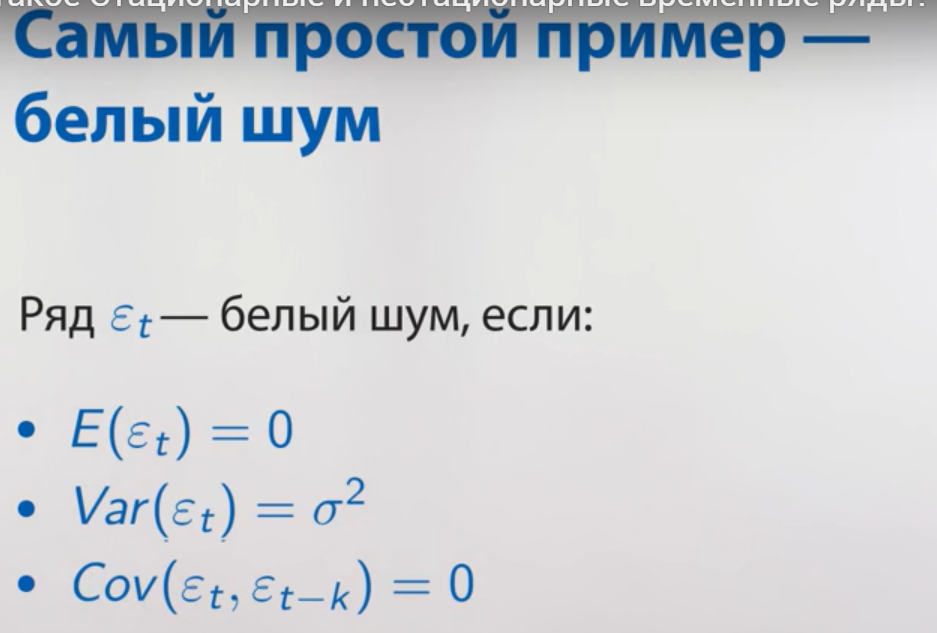 такое стационарные и нестационарные временные ряды?
Самый простой пример —
белый шум
Ряд εₜ — белый шум, если:
• E(εₜ) = 0
• Var(εₜ) = σ²
• Cov(εₜ, εₜ₋ₖ) = 0